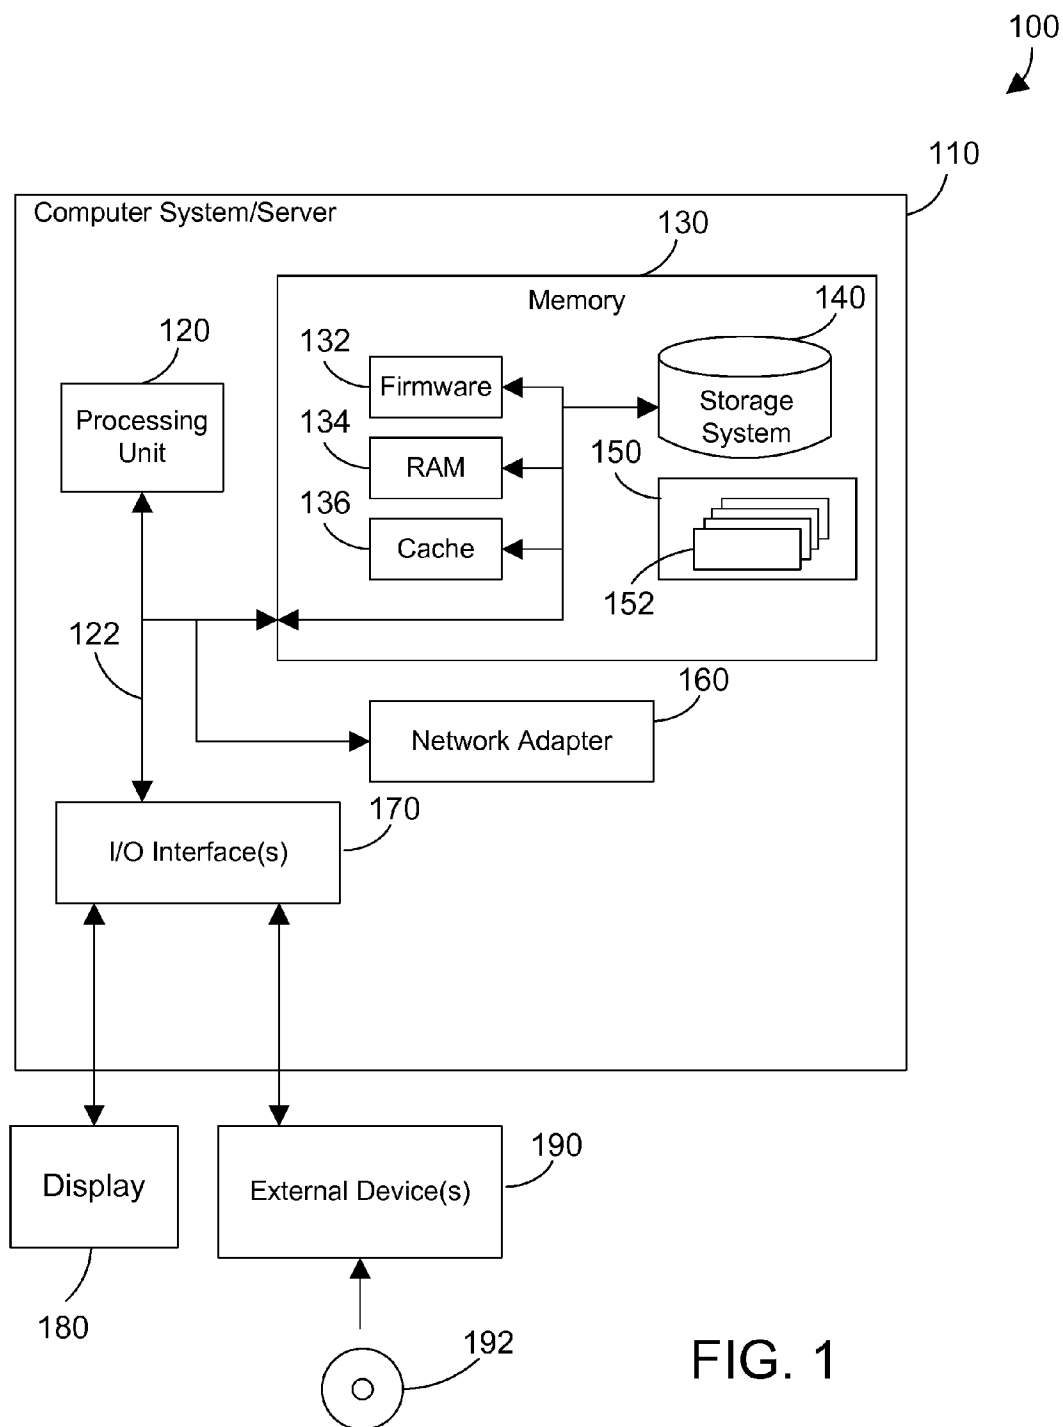 100
110
Computer System/Server
130
Memory
140
120
132
Firmware
Storage
System
Processing
Unit
134
RAM
150
136
Cache
152
122
160
Network Adapter
170
I/O Interface(s)
190
Display
External Device(s)
180
192
FIG. 1